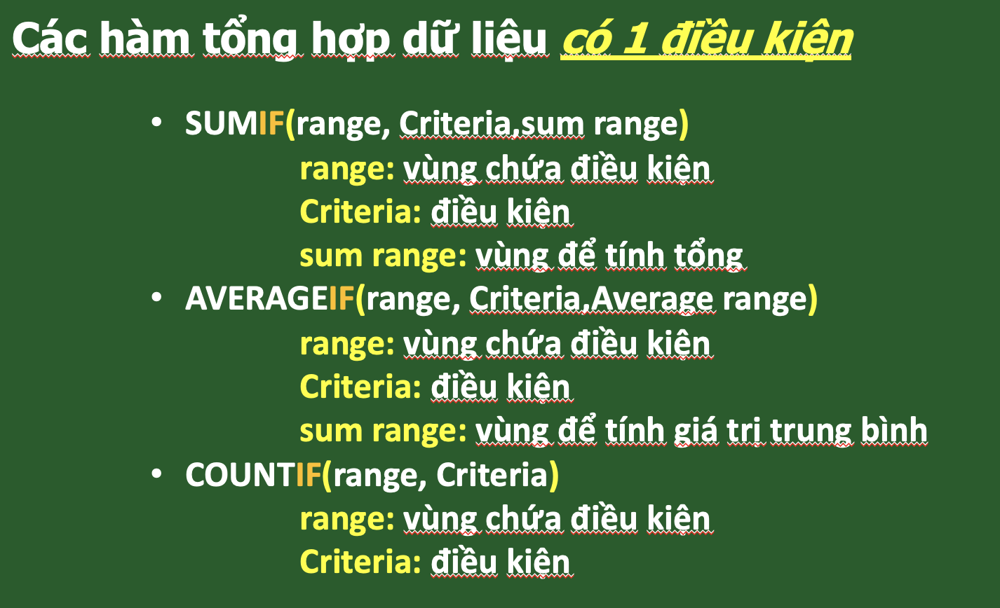 Các hàm tổng hợp dữ liệu có 1 điều kiện
• SUMIF(range, Criteria,sum range)
range: vùng chứa điều kiện
Criteria: điều kiện
sum range: vùng để tính tổng
• AVERAGEIF(range, Criteria,Average range)
range: vùng chứa điều kiện
Criteria: điều kiện
sum range: vùng để tính giá trị trung bình
• COUNTIF(range, Criteria)
range: vùng chứa điều kiện
Criteria: điều kiện